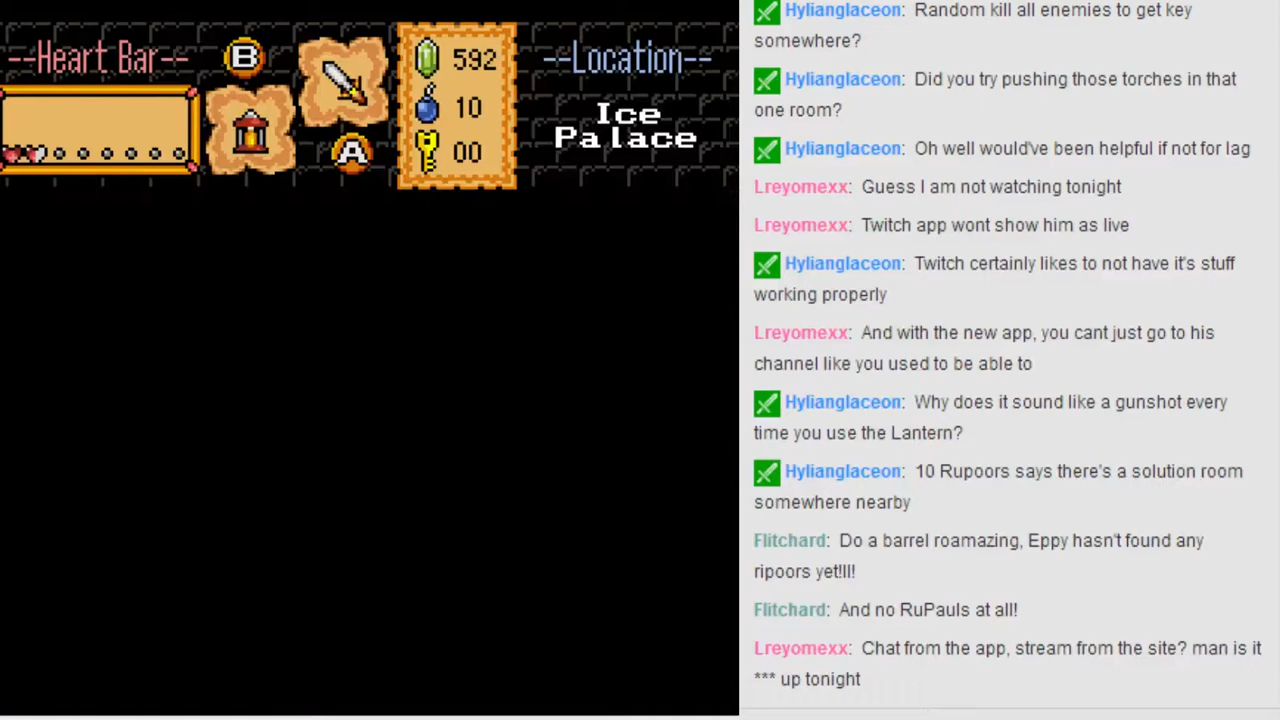 --Heart Bar--
B
A
592
10
00
--Location--
Ice
Palace
Hylianglaceon: Random kill all enemies to get key
somewhere?
Hylianglaceon: Did you try pushing those torches in that
one room?
Hylianglaceon: Oh well would've been helpful if not for lag
Lreyomexx: Guess I am not watching tonight
Lreyomexx: Twitch app wont show him as live
Hylianglaceon: Twitch certainly likes to not have it's stuff
working properly
Lreyomexx: And with the new app, you cant just go to his
channel like you used to be able to
Hylianglaceon: Why does it sound like a gunshot every
time you use the Lantern?
Hylianglaceon: 10 Rupoors says there's a solution room
somewhere nearby
Flitchard: Do a barrel roamazing, Eppy hasn't found any
ripoors yet!Il!
Flitchard: And no RuPauls at all!
Lreyomexx: Chat from the app, stream from the site? man is it
*** up tonight